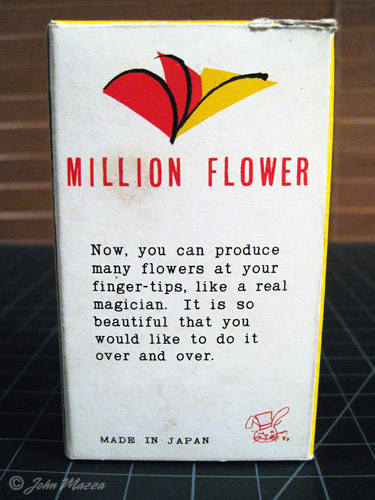 MILLION FLOWER
Now, you can produce
many flowers at your
finger-tips, like a real
magician. It is so
beautiful that you
would like to do it
over and over.
MADE IN JAPAN
© John Mazza